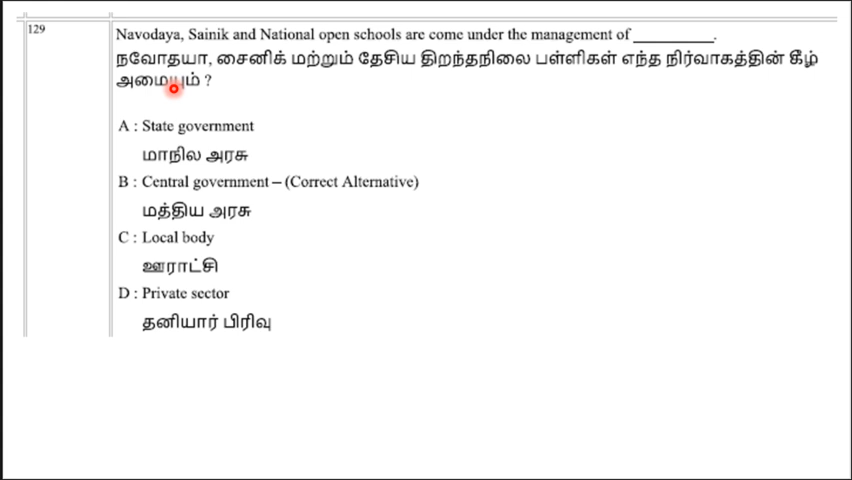 129
Navodaya, Sainik and National open schools are come under the management of __________.
நவோதயா, சைனிக் மற்றும் தேசிய திறந்தநிலை பள்ளிகள் எந்த நிர்வாகத்தின் கீழ்
அமையும் ?
A : State government
மாநில அரசு
B : Central government – (Correct Alternative)
மத்திய அரசு
C : Local body
ஊராட்சி
D : Private sector
தனியார் பிரிவு